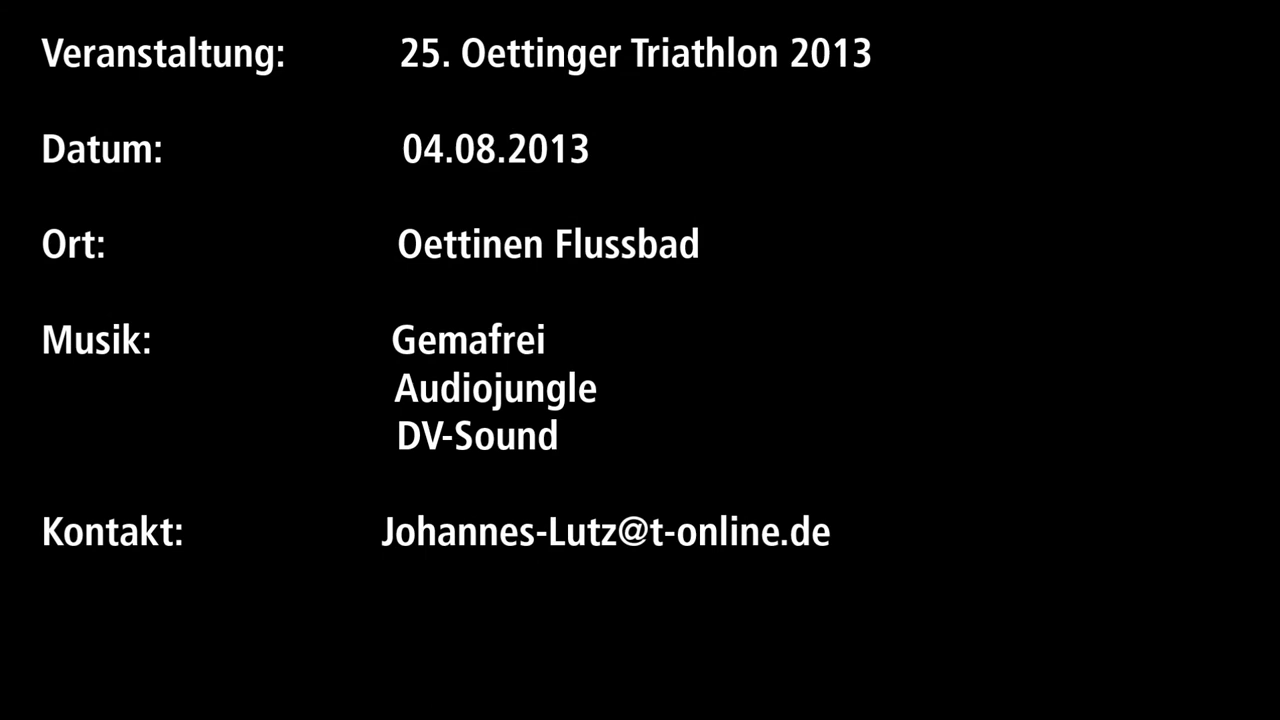 Veranstaltung: 25. Oettinger Triathlon 2013
Datum: 04.08.2013
Ort: Oettinen Flussbad
Musik: Gemafrei
Audiojungle
DV-Sound
Kontakt: Johannes-Lutz@t-online.de